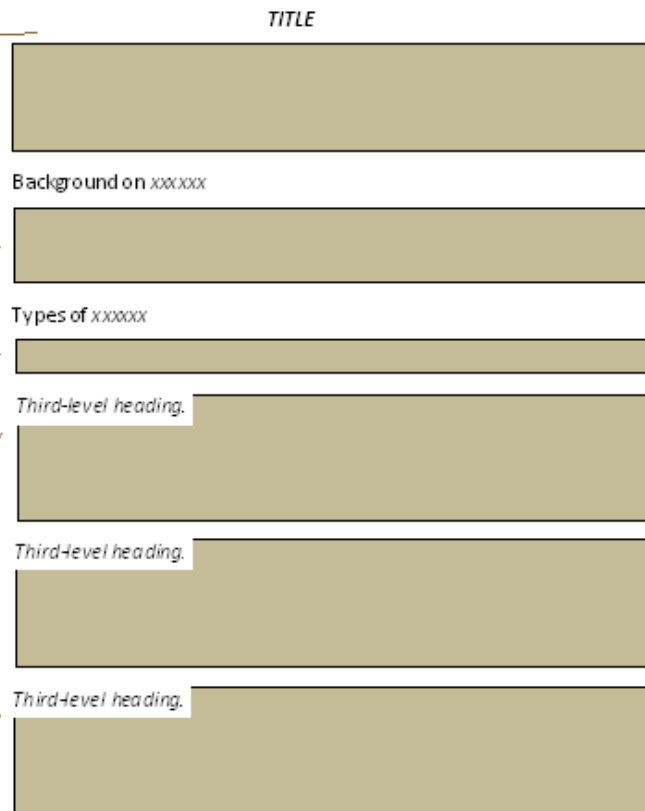 TITLE
Background on xxxxxx
Types of xxxxxx
Third-level heading.
Third-level heading.
Third-level heading.